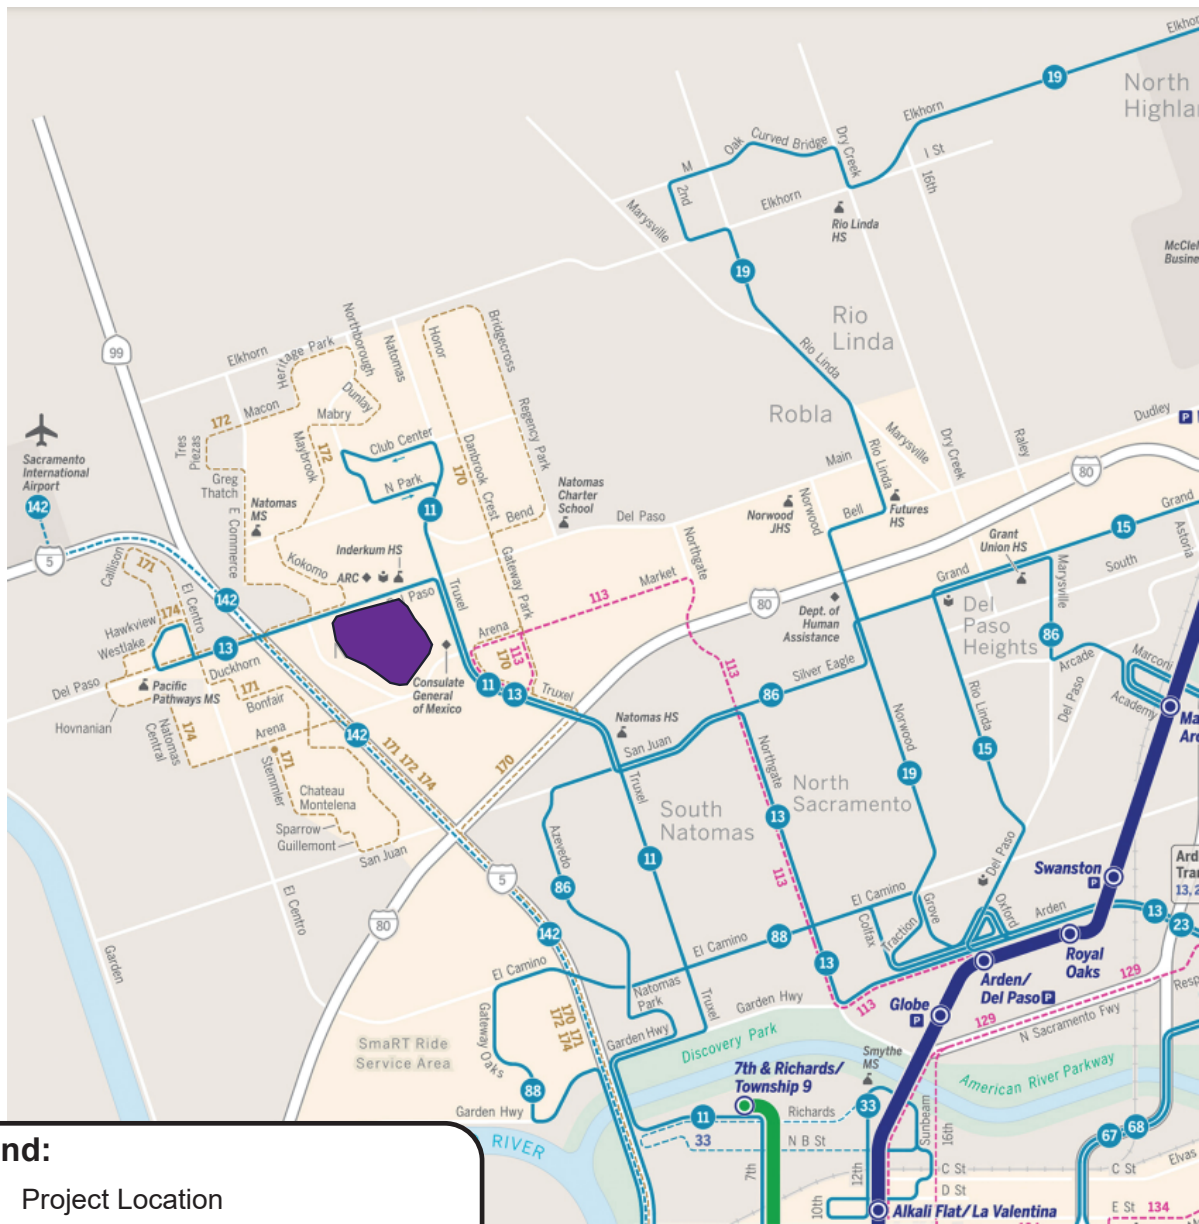 19
North
Highlan
Elkhorn
Elkhorn
Curved Bridge
Oak
M
2nd
Dry Creek
I St
16th
Elkhorn
Marysville
Rio Linda
HS
McClel
Busine
19
Rio
Linda
Rio Linda
Robla
99
Elkhorn
Heritage Park
Northborough
Natomas
Honor
Bridgecross
Dunlay
Mabry
Macon
172
Tres
Piezas
Maybrook
172
Club Center
N Park
Danbrook
170
Crest
Regency Park
Bend
Natomas
Charter
School
Greg
Thatch
Natomas
MS
E Commerce
11
Sacramento
International
Airport
142
5
Kokomo
Inderkum HS
ARC
Del Paso
Truxel
Gateway Park
Del Paso
Market
Northgate
113
Main
Norwood
Norwood
JHS
Bell
Rio Linda
Marysville
Futures
HS
Dry Creek
Raley
Dudley
P
80
15
Grand
Astoria
South
Grant
Union HS
Grand
Marysville
Del
Paso
Heights
Dept. of
Human
Assistance
80
86
Arcade
Marconi
Academy
Ma
Arc
Callison
171
El Centro
142
Hawkview
174
Westlake
13
Duckhorn
Del Paso
Pacific
Pathways MS
171
Bonfair
Hovnanian
Natomas
Central
174
Arena
171
Stemmler
Chateau
Montelena
Sparrow
Guillemont
San Juan
142
171
172
174
Consulate
General
of Mexico
Arena
170
113
11
13
Truxel
170
113
Silver Eagle
86
Natomas HS
San Juan
Northgate
Truxel
South
Natomas
North
Sacramento
13
113
Norwood
19
Rio Linda
15
Del Paso
Del Paso
Azevedo
86
11
5
142
80
El Centro
Garden
El Camino
88
El Camino
El Camino
Colfax
Traction
Grove
Oxford
Arden
13
23
Swanston
P
Ard
Tra
13, 2
Royal
Oaks
Arden/
Del Paso P
Globe
P
129
129
N Sacramento Fwy
Resp
13
113
Garden Hwy
Natomas
Park
Truxel
Garden Hwy
Gateway
Oaks
170
171
172
174
SmaRT Ride
Service Area
88
Garden Hwy
Discovery Park
Smythe
MS
American River Parkway
7th & Richards/
Township 9
11
Richards
33
33
N B St
Sunbeam
16th
RIVER
7th
12th
10th
C St
D St
C St
E St
134
Elvas
67
68
Alkali Flat/ La Valentina
nd:
Project Location